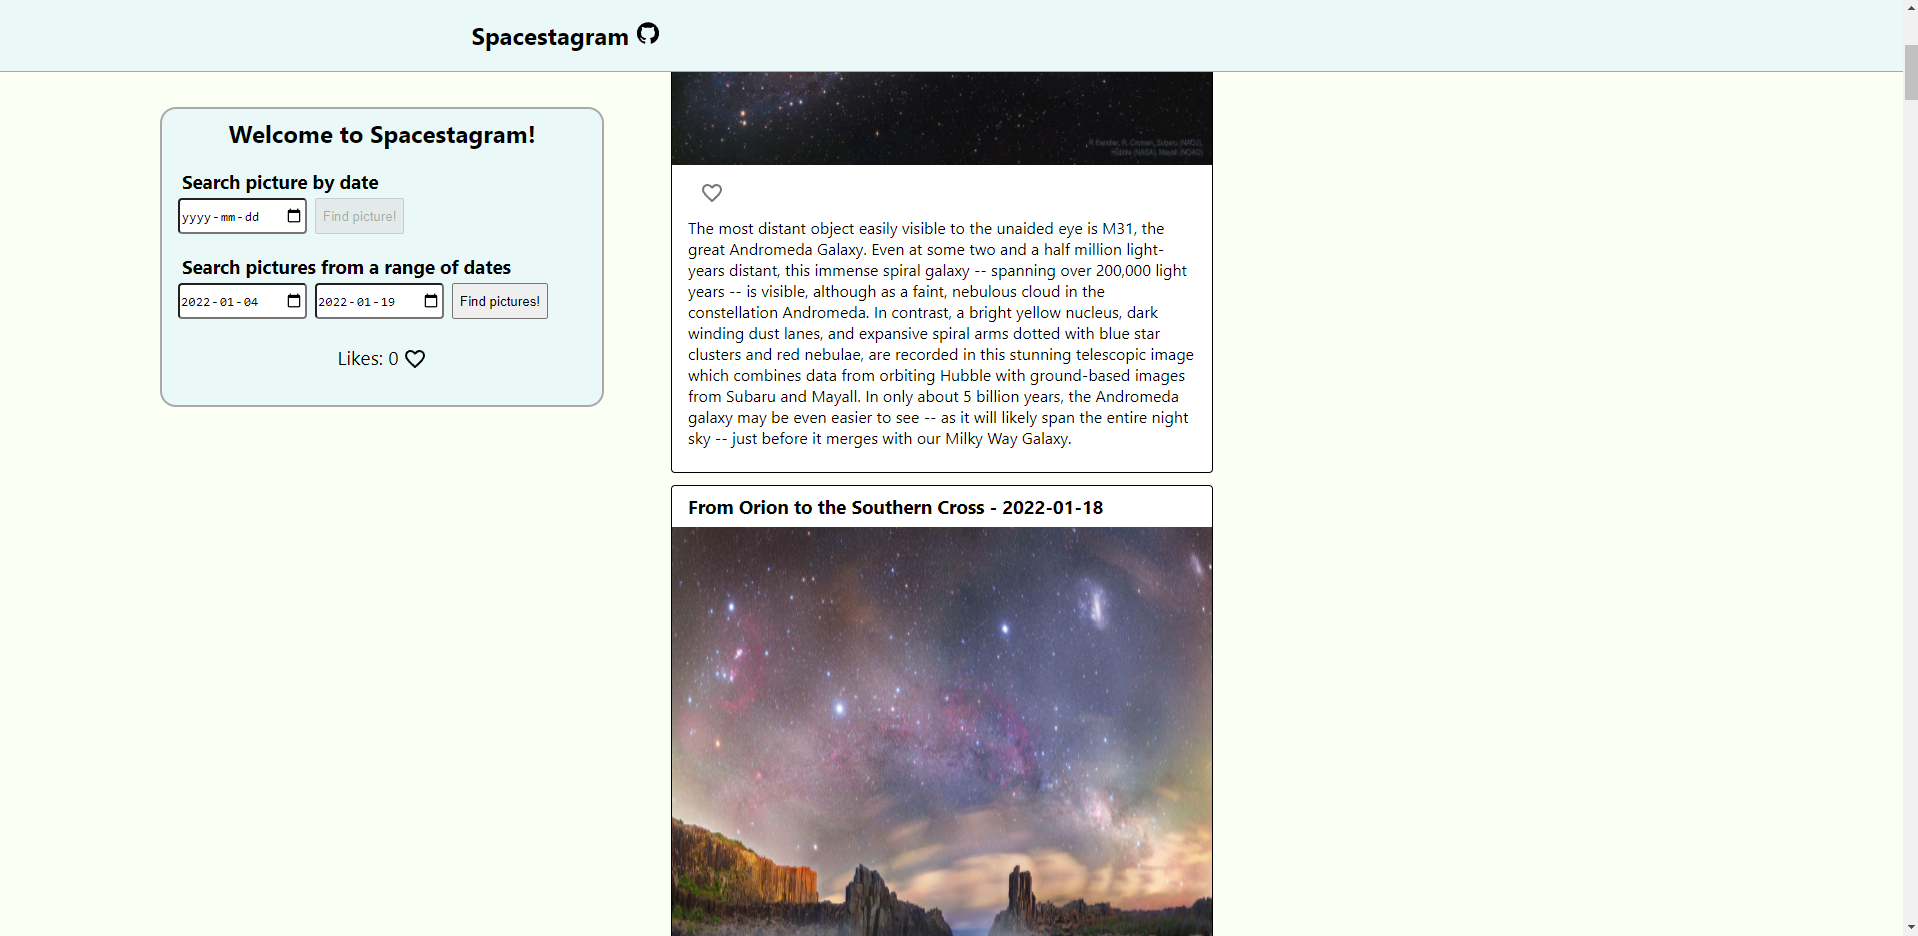 Spacestagram
Welcome to Spacestagram!
Search picture by date
yyyy-mm-dd
Find picture!
Search pictures from a range of dates
2022-01-04
2022-01-19
Find pictures!
Likes: 0
R.Gendler, R. Croman, Subaru (NAOJ),
Hubble (NASA), Mayall (NOAO)
The most distant object easily visible to the unaided eye is M31, the
great Andromeda Galaxy. Even at some two and a half million light-
years distant, this immense spiral galaxy -- spanning over 200,000 light
years -- is visible, although as a faint, nebulous cloud in the
constellation Andromeda. In contrast, a bright yellow nucleus, dark
winding dust lanes, and expansive spiral arms dotted with blue star
clusters and red nebulae, are recorded in this stunning telescopic image
which combines data from orbiting Hubble with ground-based images
from Subaru and Mayall. In only about 5 billion years, the Andromeda
galaxy may be even easier to see -- as it will likely span the entire night
sky -- just before it merges with our Milky Way Galaxy.
From Orion to the Southern Cross - 2022-01-18